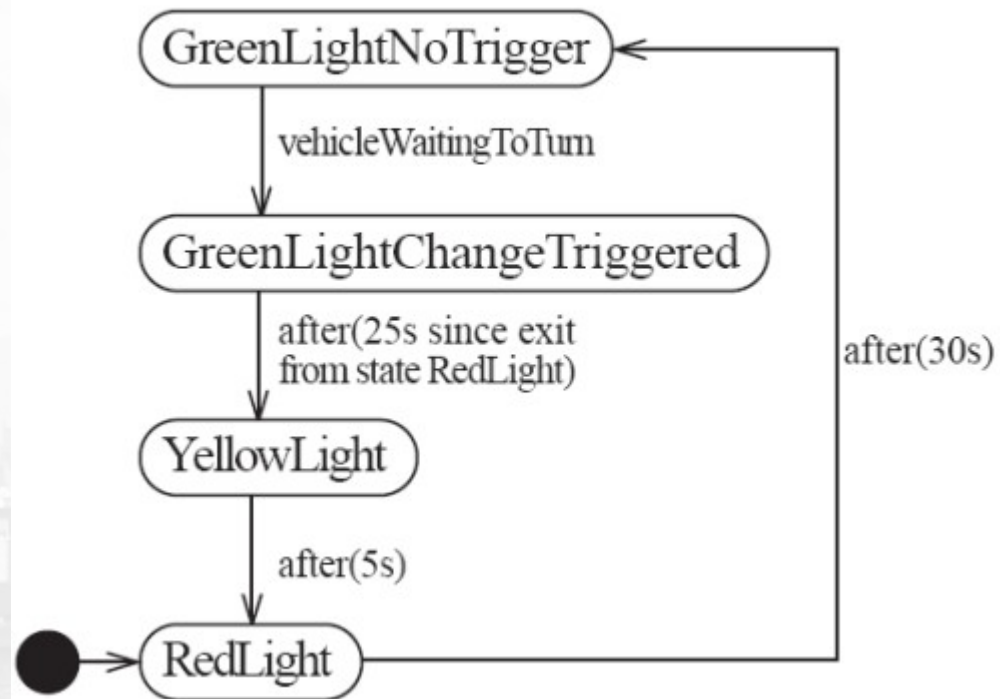 GreenLightNoTrigger
vehicleWaitingToTurn
GreenLightChangeTriggered
after(25s since exit
from state RedLight)
after(30s)
YellowLight
after(5s)
RedLight